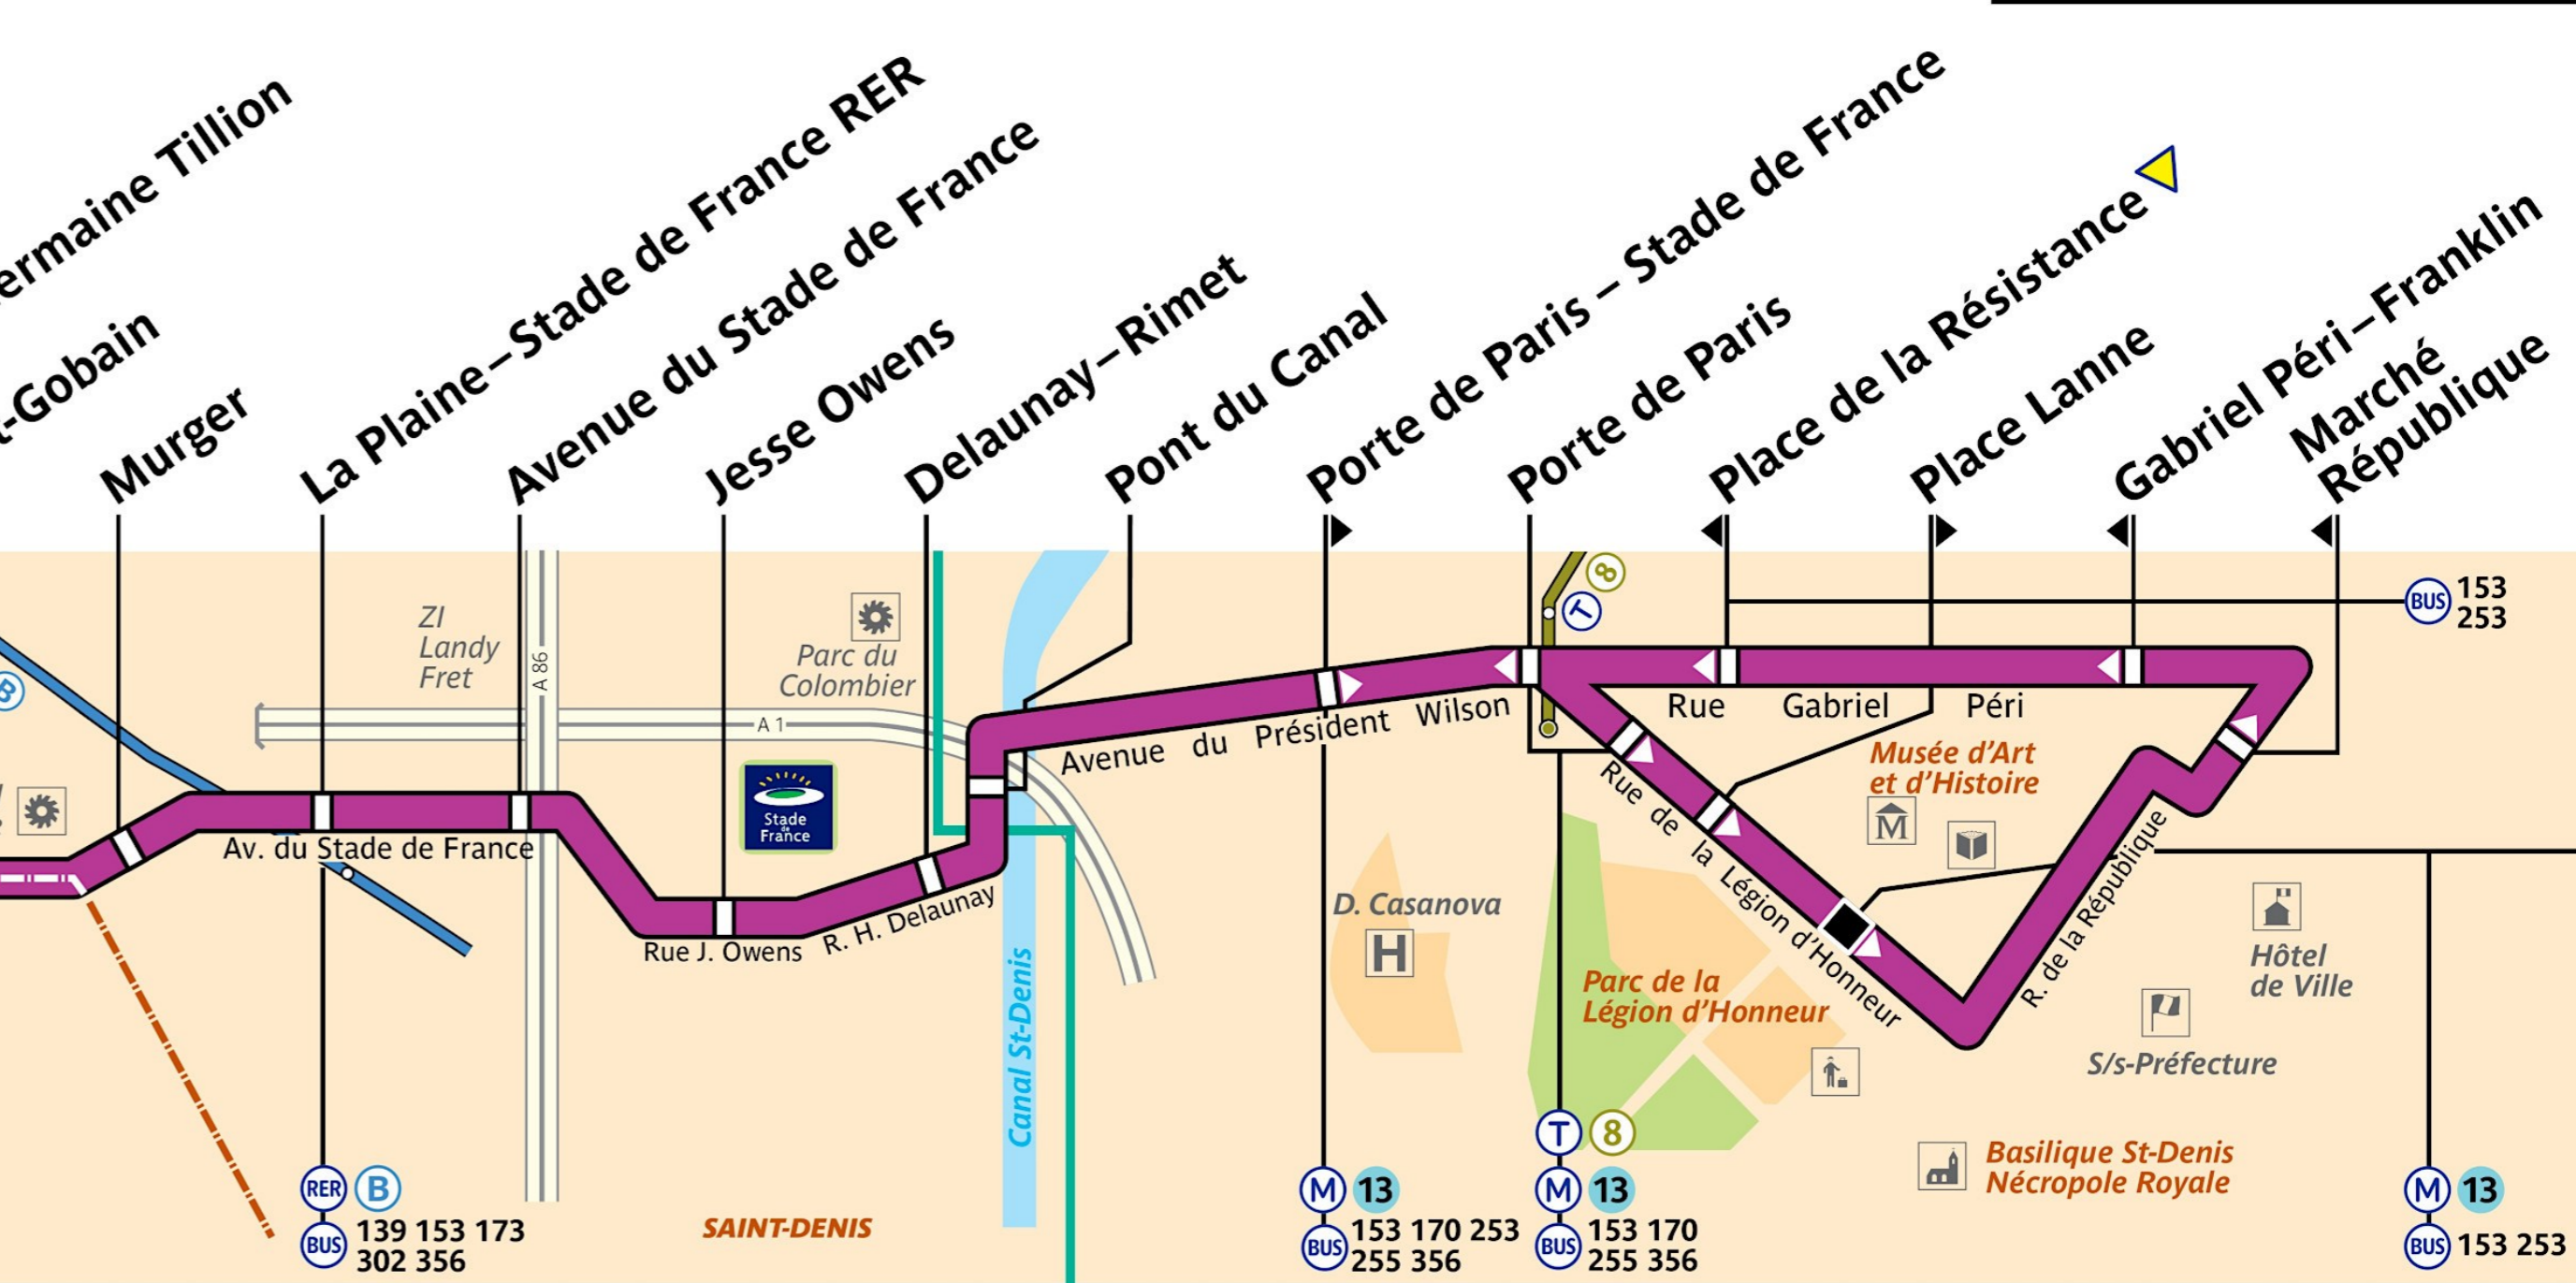 ermaine Tillion
t-Gobain
Murger
La Plaine–Stade de France RER
Avenue du Stade de France
Jesse Owens
Delaunay–Rimet
Pont du Canal
Porte de Paris – Stade de France
Porte de Paris
Place de la Résistance
Place Lanne
Gabriel Péri–Franklin
Marché
République
B
ZI
Landy
Fret
A 86
A 1
Parc du
Colombier
Stade
de
France
Av. du Stade de France
Rue J. Owens
R. H. Delaunay
Canal St-Denis
Avenue du Président Wilson
8
T
Rue Gabriel Péri
BUS 153
253
Musée d'Art
et d'Histoire
M
Rue de la Légion d'Honneur
R. de la République
D. Casanova
H
Parc de la
Légion d'Honneur
Hôtel
de Ville
S/s-Préfecture
Basilique St-Denis
Nécropole Royale
SAINT-DENIS
RER B
BUS 139 153 173
302 356
M 13
BUS 153 170 253
255 356
T 8
M 13
BUS 153 170
255 356
M 13
BUS 153 253